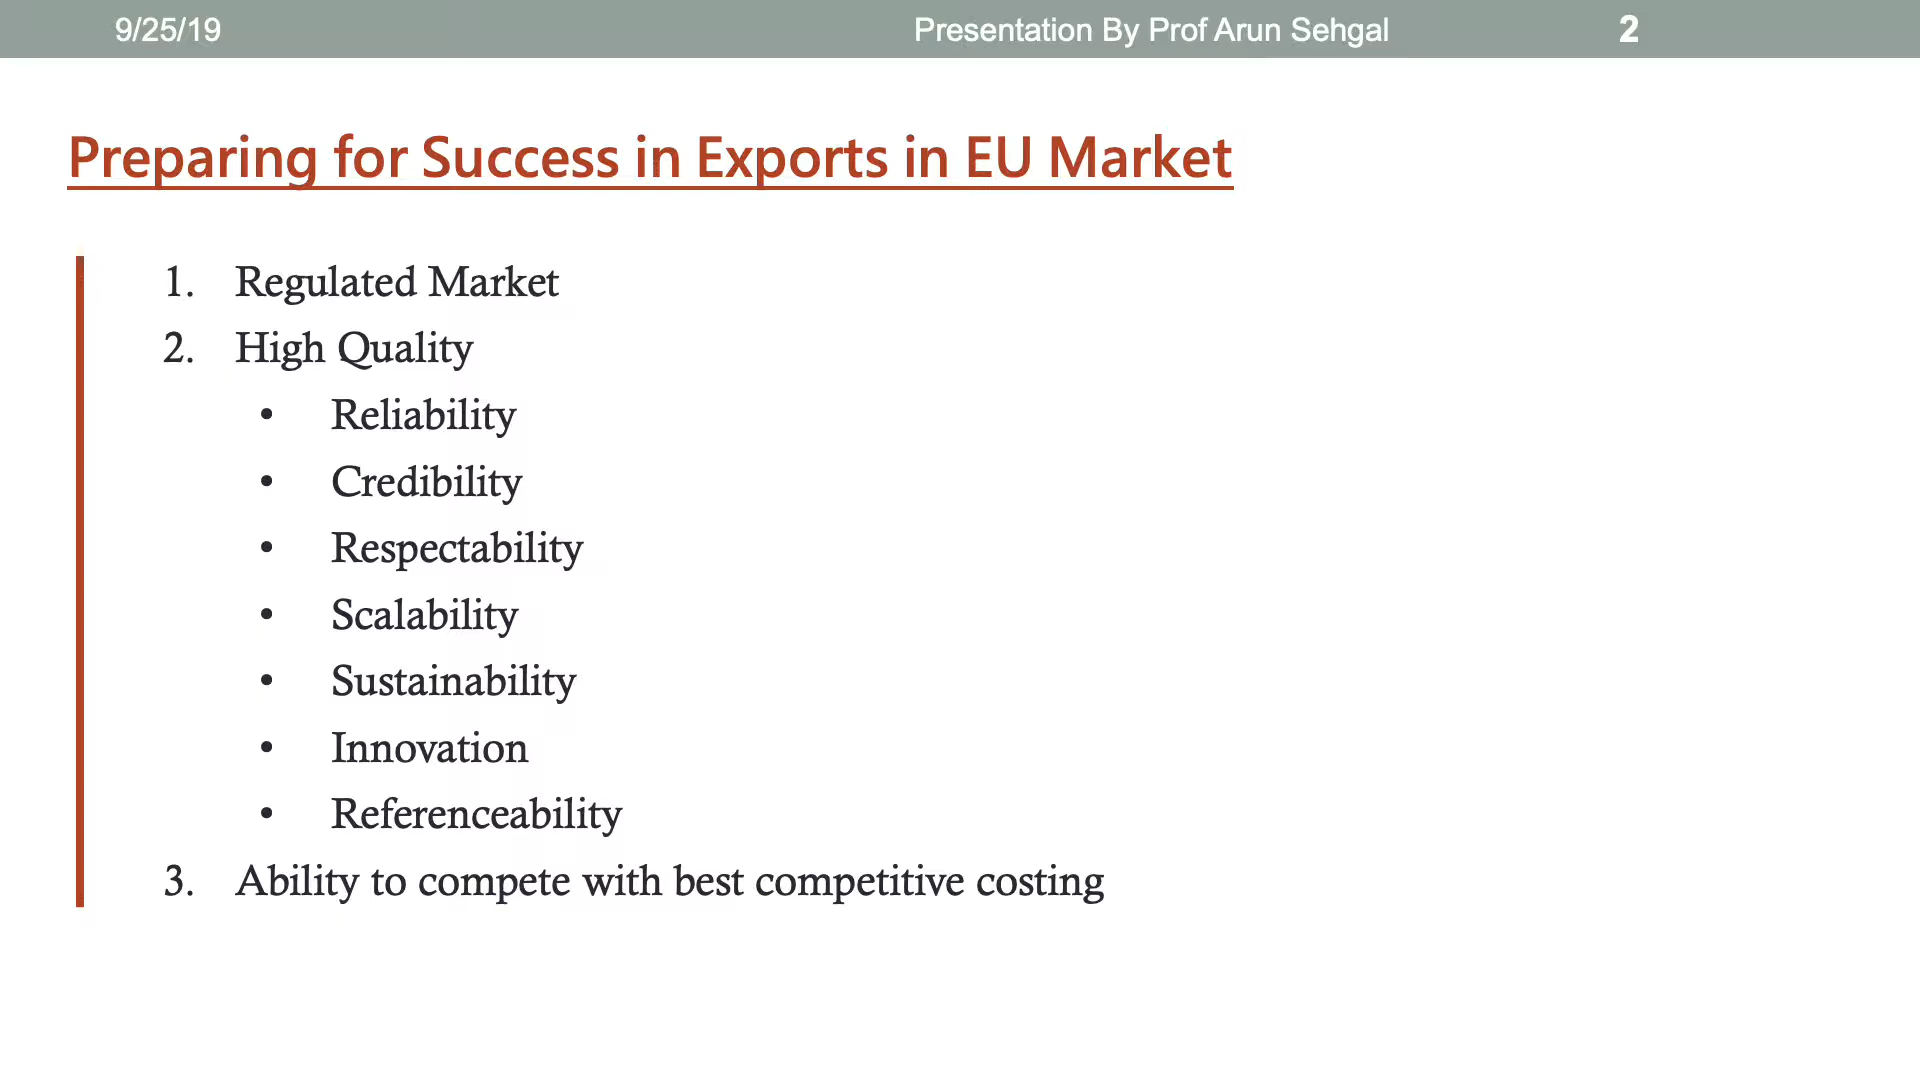 9/25/19 Presentation By Prof Arun Sehgal 2
Preparing for Success in Exports in EU Market
1. Regulated Market
2. High Quality
• Reliability
• Credibility
• Respectability
• Scalability
• Sustainability
• Innovation
• Referenceability
3. Ability to compete with best competitive costing